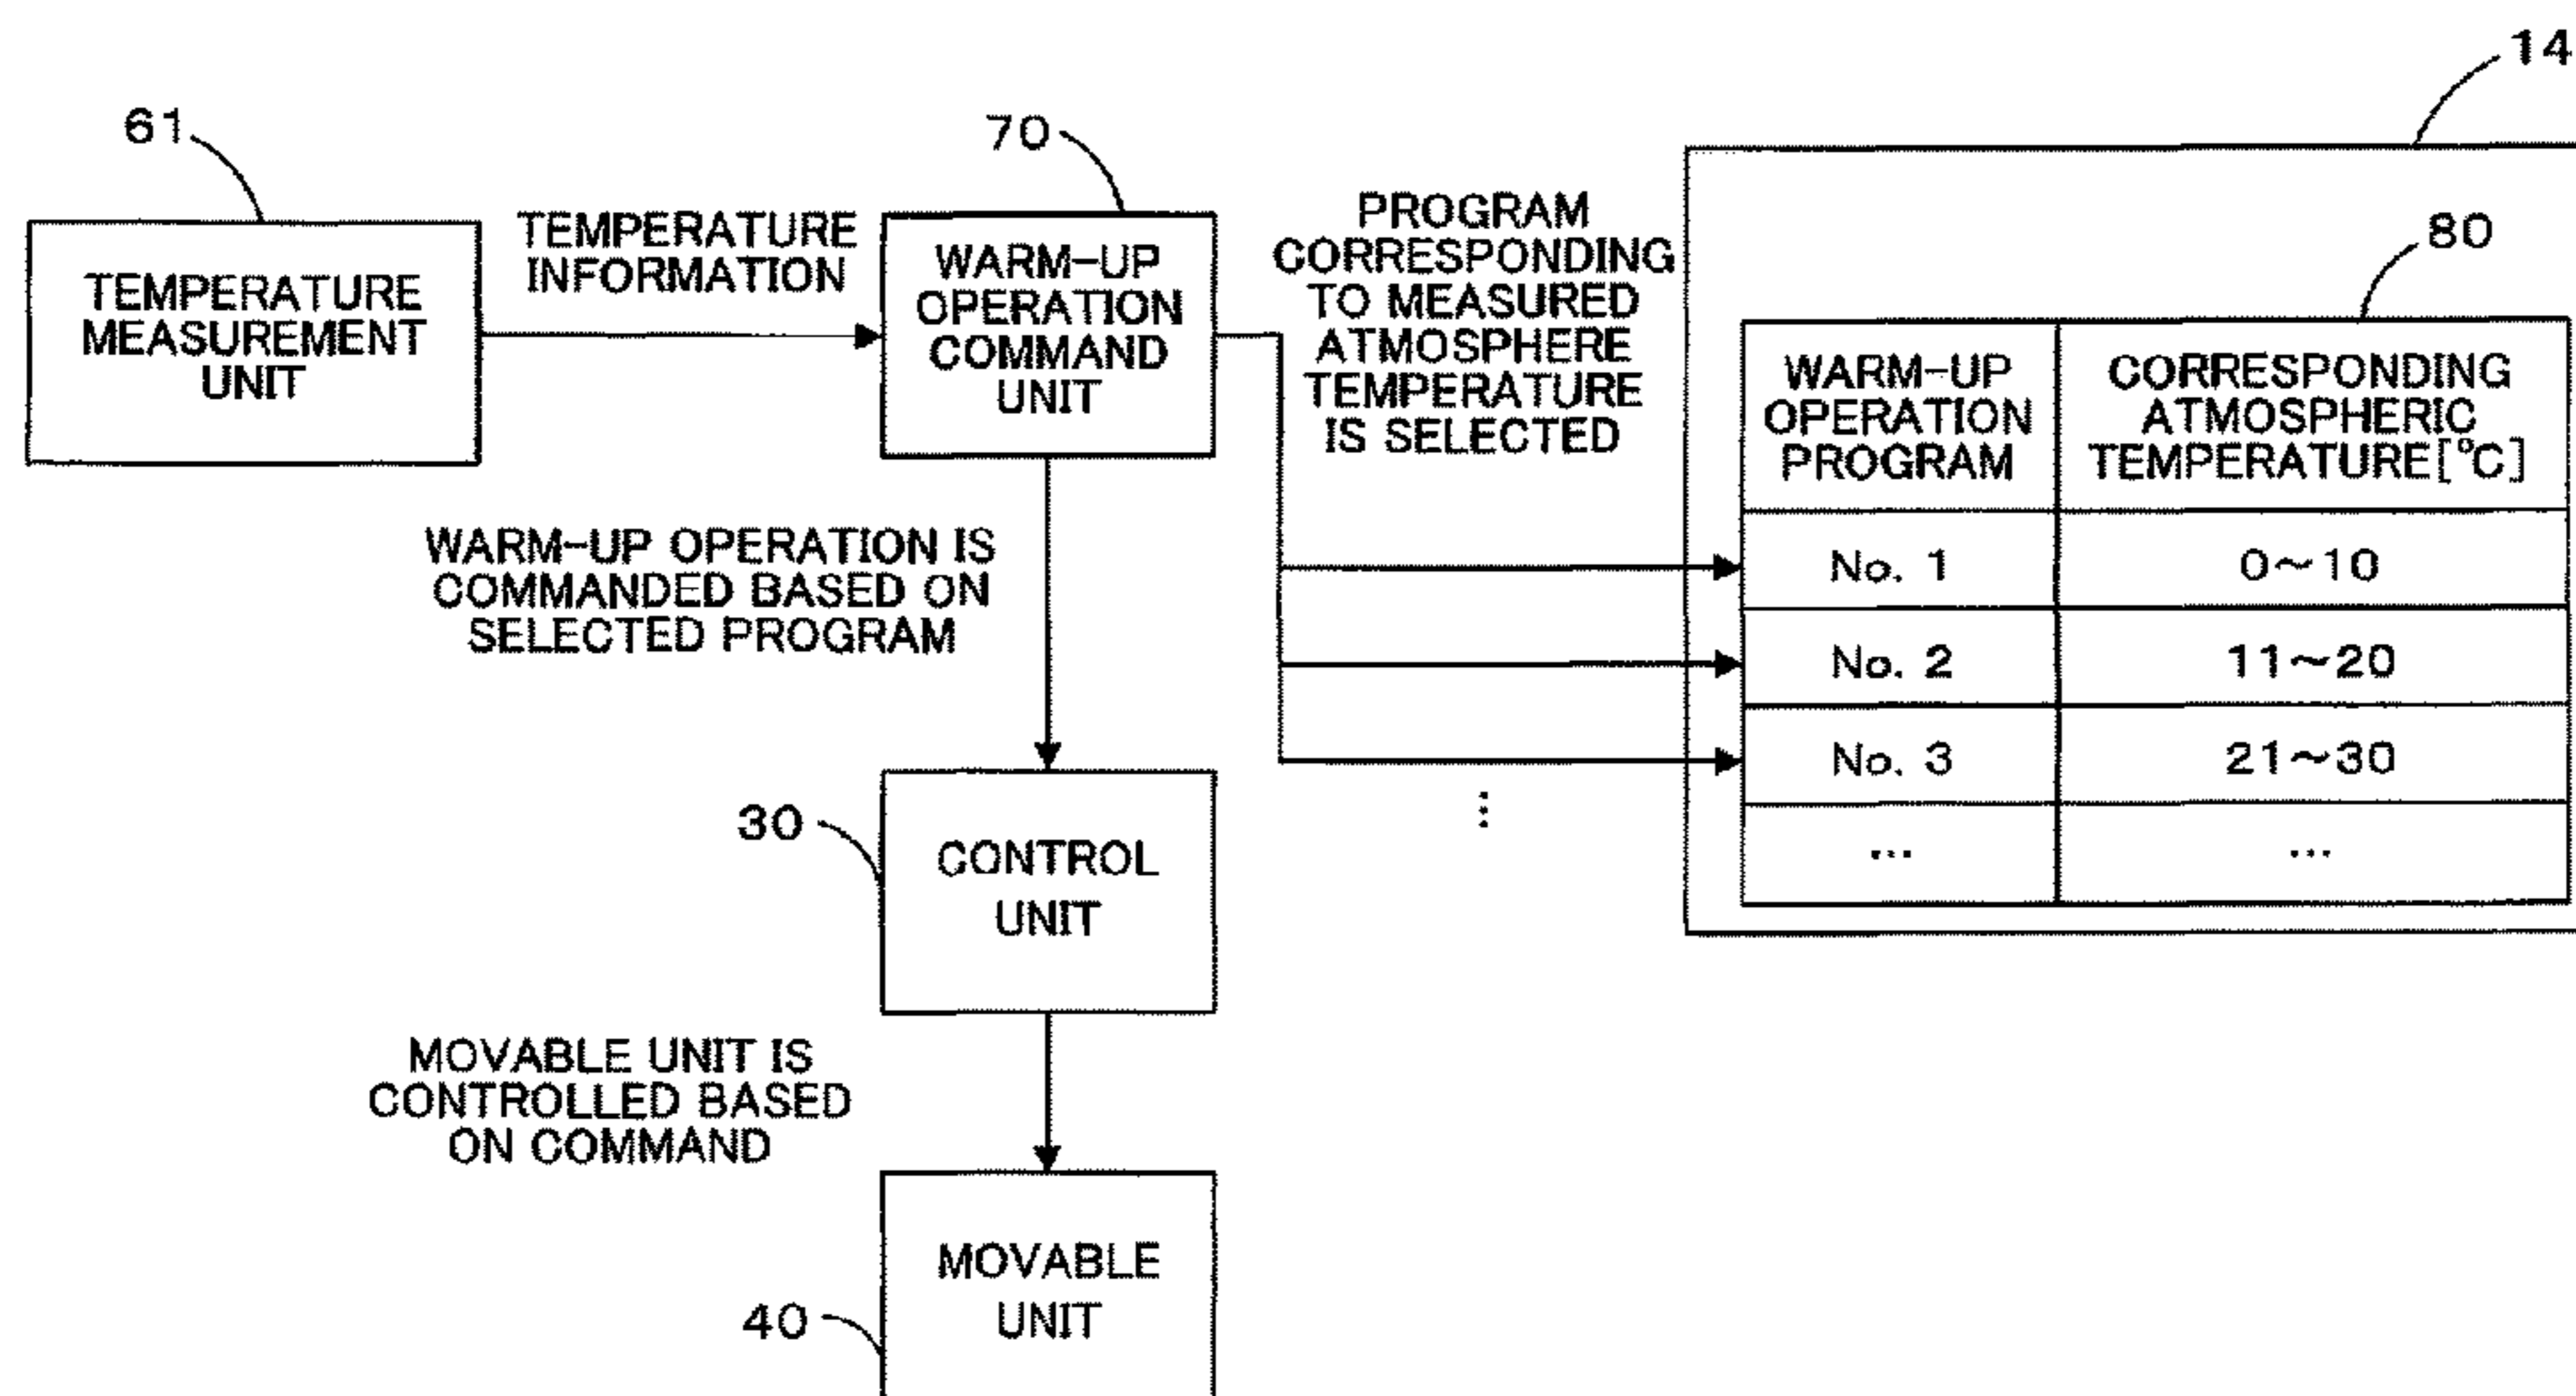 14
61
70
PROGRAM
CORRESPONDING
TO MEASURED
ATMOSPHERE
TEMPERATURE
IS SELECTED
TEMPERATURE
INFORMATION
80
TEMPERATURE
MEASUREMENT
UNIT
WARM-UP
OPERATION
COMMAND
UNIT
WARM-UP
OPERATION
PROGRAM
CORRESPONDING
ATMOSPHERIC
TEMPERATURE[°C]
WARM-UP OPERATION IS
COMMANDED BASED ON
SELECTED PROGRAM
No. 1 0~10
No. 2 11~20
No. 3 21~30
... ...
⋮
30
CONTROL
UNIT
MOVABLE UNIT IS
CONTROLLED BASED
ON COMMAND
MOVABLE
UNIT
40